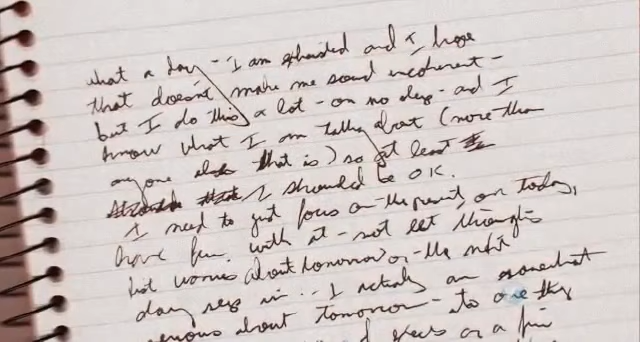 what a day - I am exhausted and I hope
that doesn't make me sound incoherent -
but I do this a lot - on no sleep - and I
know what I am talking about (more than
anyone else that is) so at least
I should be OK.
I need to just focus on the present, on today,
have fun with it - not let thoughts
worries about tomorrow or the next
day in .. I actually am somewhat
nervous about tomorrow - its one thing
or a